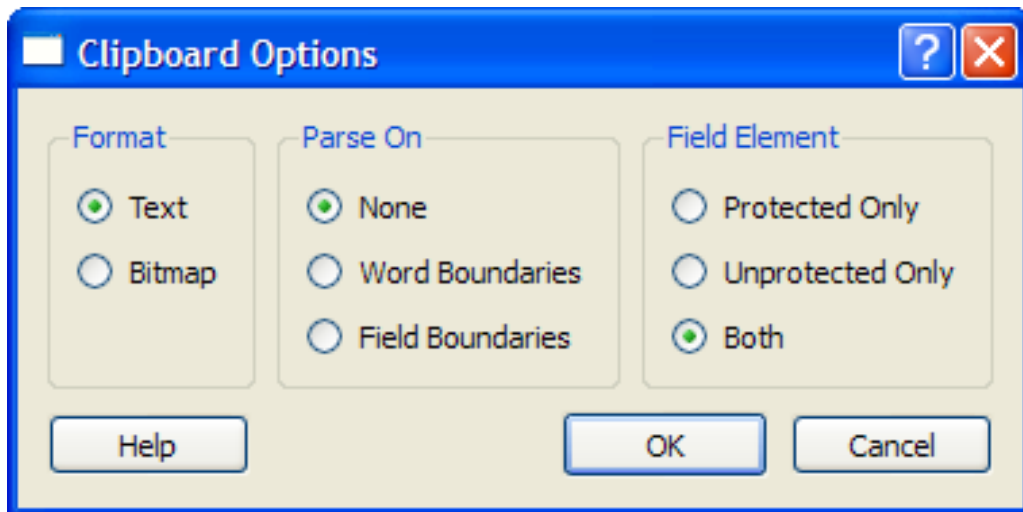 Clipboard Options
?
Format
Text
Bitmap
Parse On
None
Word Boundaries
Field Boundaries
Field Element
Protected Only
Unprotected Only
Both
Help
OK
Cancel